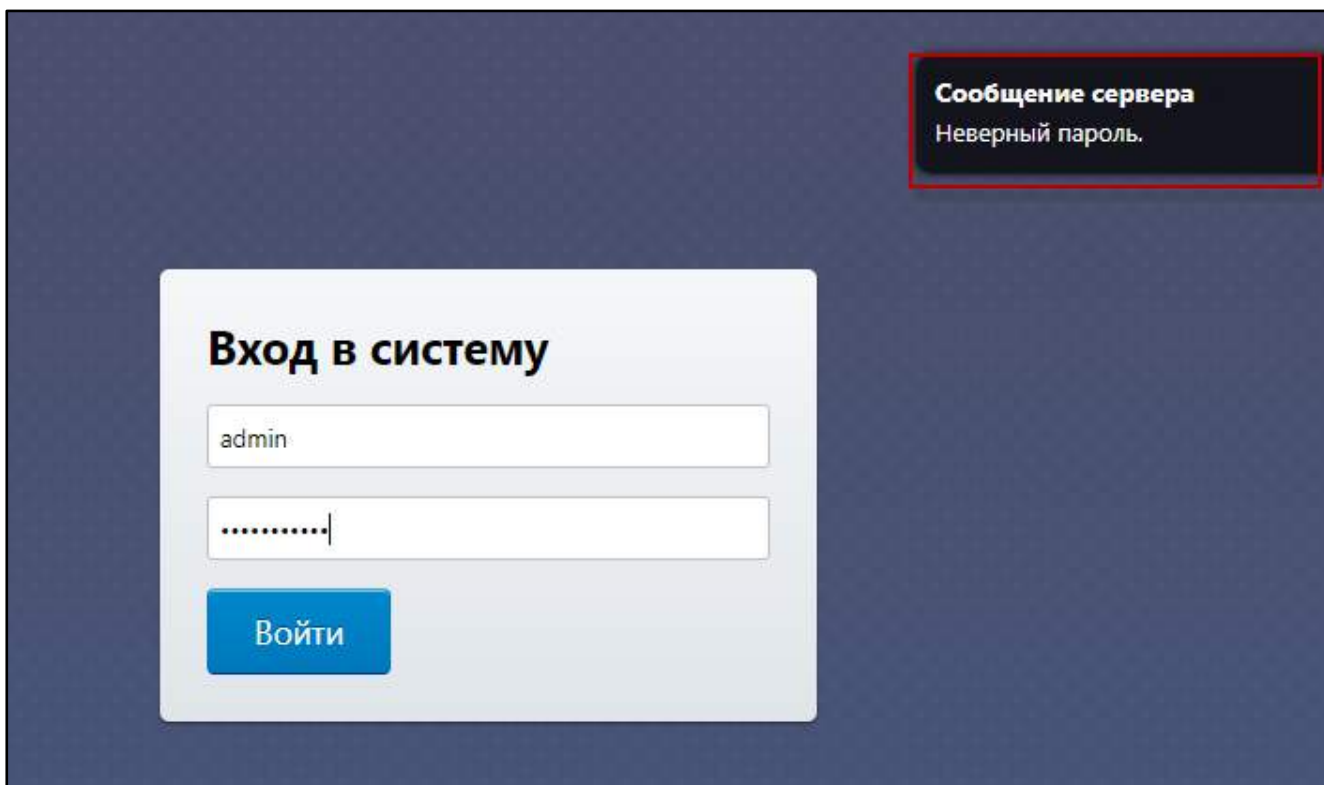 Сообщение сервера
Неверный пароль.
Вход в систему
admin
•••••••••••
Войти